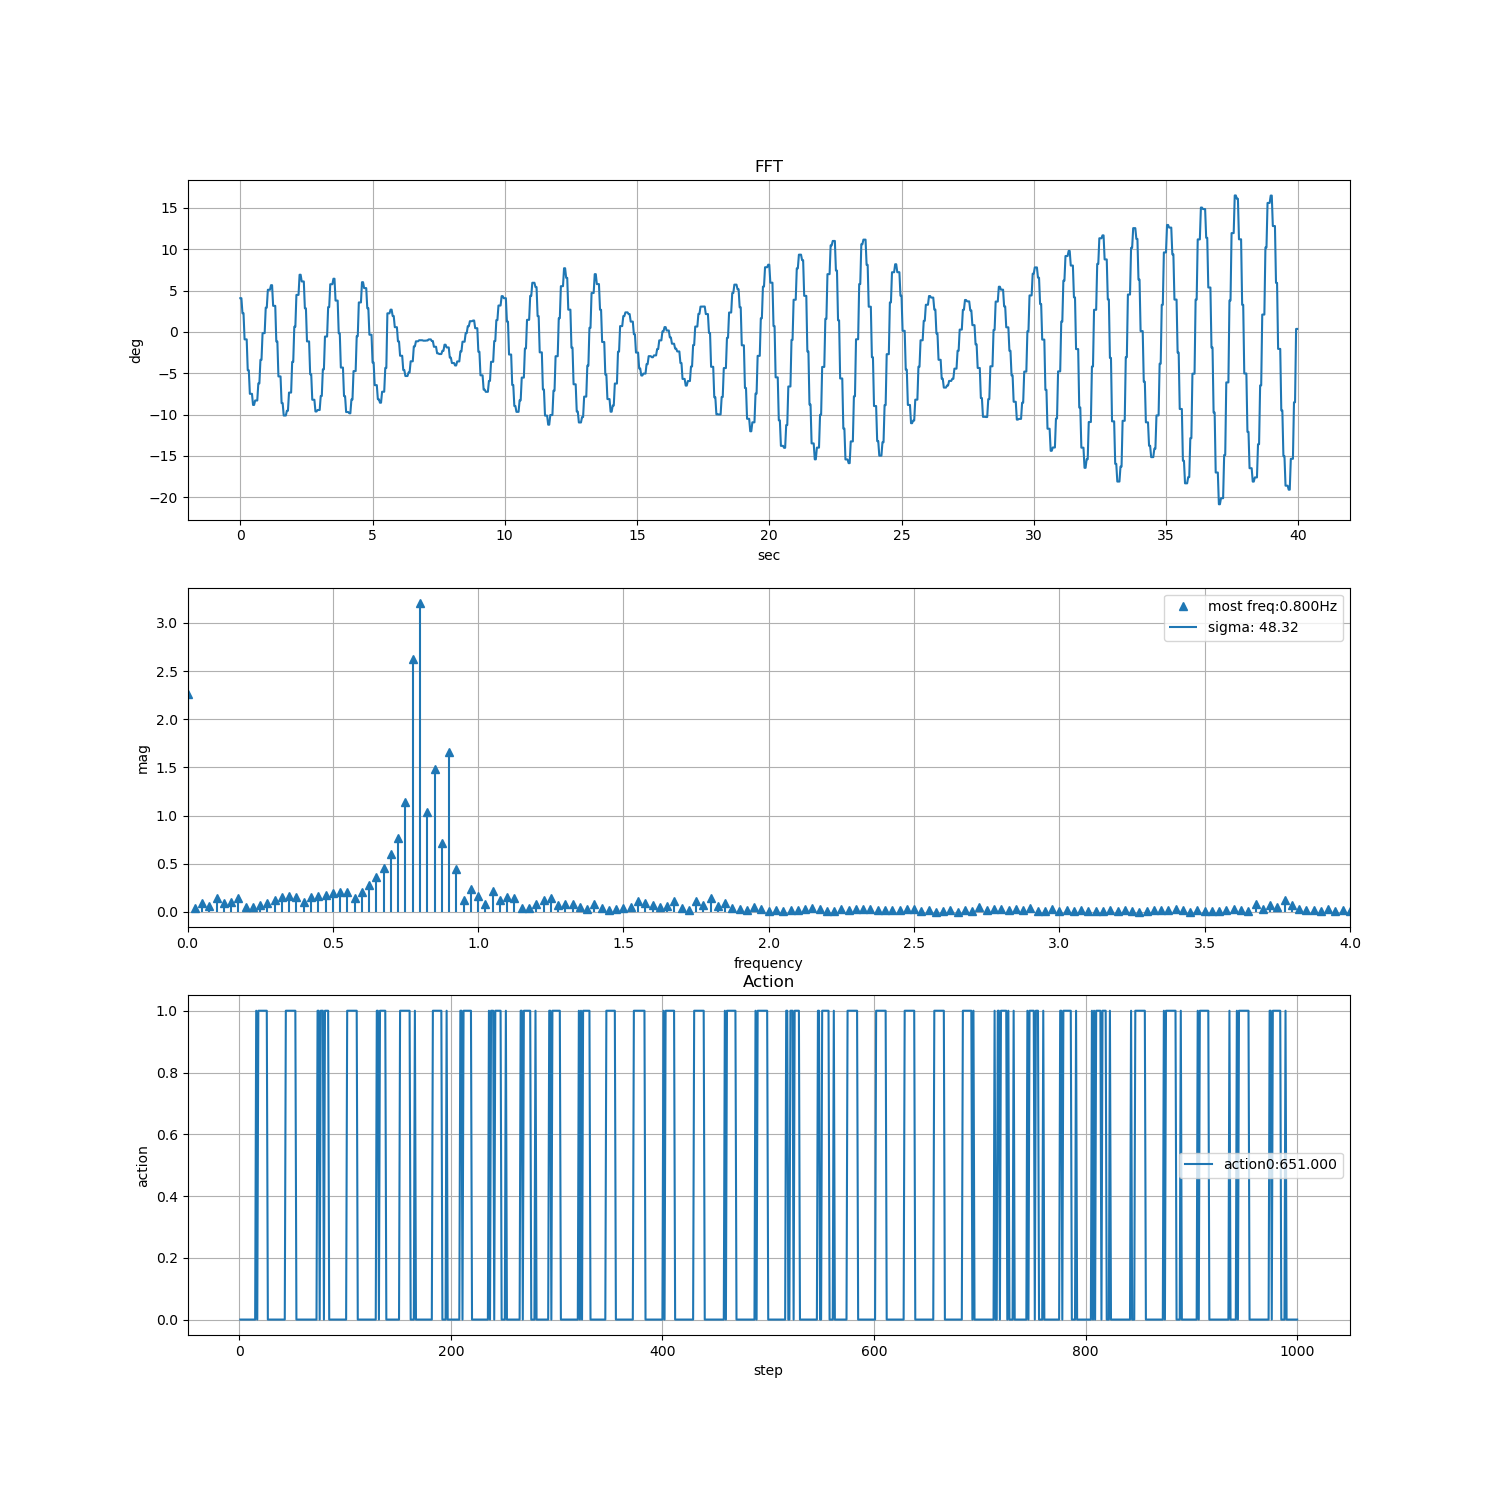 FFT
15
10
5
0
−5
−10
−15
−20
deg
0 5 10 15 20 25 30 35 40
sec
most freq:0.800Hz
sigma: 48.32
3.0
2.5
2.0
1.5
1.0
0.5
0.0
mag
0.0 0.5 1.0 1.5 2.0 2.5 3.0 3.5 4.0
frequency
Action
1.0
0.8
0.6
0.4
0.2
0.0
action
action0:651.000
0 200 400 600 800 1000
step